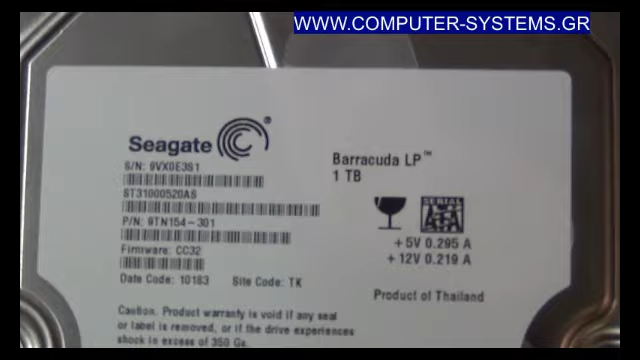 WWW.COMPUTER-SYSTEMS.GR
Seagate
S/N: 9VX0E3S1
ST31000520AS
P/N: 9TN154-301
Firmware: CC32
Date Code: 10183 Site Code: TK
Barracuda LP™
1 TB
SERIAL
ATA
+5V 0.295 A
+12V 0.219 A
Product of Thailand
Caution. Product warranty is void if any seal
or label is removed, or if the drive experiences
shock in excess of 350 Gs.